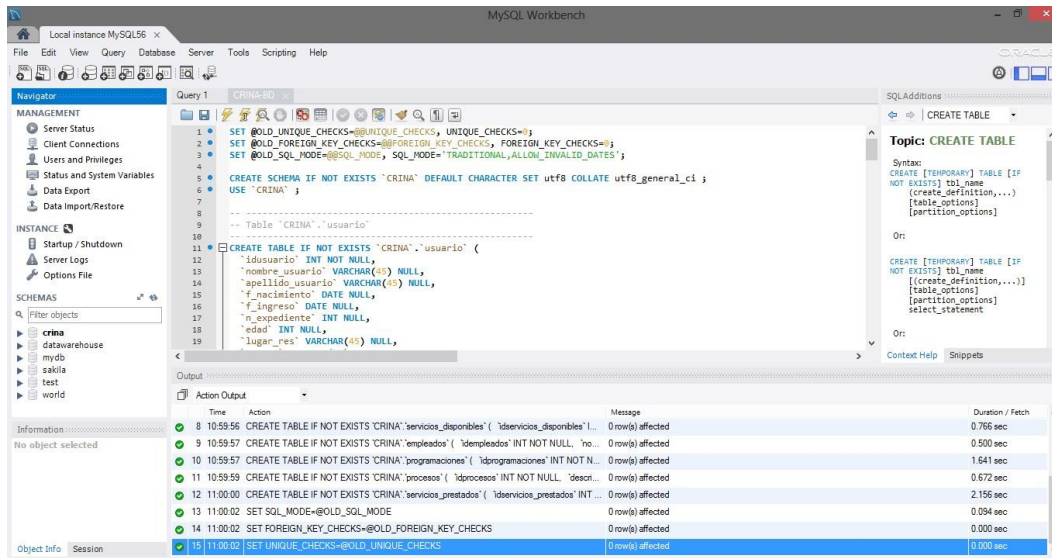 MySQL Workbench
Local instance MySQL56
File Edit View Query Database Server Tools Scripting Help
ORACLE
Navigator
MANAGEMENT
Server Status
Client Connections
Users and Privileges
Status and System Variables
Data Export
Data Import/Restore
INSTANCE
Startup / Shutdown
Server Logs
Options File
SCHEMAS
Filter objects
crina
datawarehouse
mydb
sakila
test
world
Information
No object selected
Object Info Session
Query 1 CRINA-BD
1 SET @OLD_UNIQUE_CHECKS=@@UNIQUE_CHECKS, UNIQUE_CHECKS=0;
2 SET @OLD_FOREIGN_KEY_CHECKS=@@FOREIGN_KEY_CHECKS, FOREIGN_KEY_CHECKS=0;
3 SET @OLD_SQL_MODE=@@SQL_MODE, SQL_MODE='TRADITIONAL,ALLOW_INVALID_DATES';
4
5 CREATE SCHEMA IF NOT EXISTS `CRINA` DEFAULT CHARACTER SET utf8 COLLATE utf8_general_ci ;
6 USE `CRINA` ;
7
8 -- -----------------------------------------------------
9 -- Table `CRINA`.`usuario`
10 -- -----------------------------------------------------
11 CREATE TABLE IF NOT EXISTS `CRINA`.`usuario` (
12 `idusuario` INT NOT NULL,
13 `nombre_usuario` VARCHAR(45) NULL,
14 `apellido_usuario` VARCHAR(45) NULL,
15 `f_nacimiento` DATE NULL,
16 `f_ingreso` DATE NULL,
17 `n_expediente` INT NULL,
18 `edad` INT NULL,
19 `lugar_res` VARCHAR(45) NULL,
SQLAdditions
CREATE TABLE
Topic: CREATE TABLE
Syntax:
CREATE [TEMPORARY] TABLE [IF
NOT EXISTS] tbl_name
(create_definition,...)
[table_options]
[partition_options]
Or:
CREATE [TEMPORARY] TABLE [IF
NOT EXISTS] tbl_name
[(create_definition,...)]
[table_options]
[partition_options]
select_statement
Or:
Context Help Snippets
Output
Action Output
Time Action Message Duration / Fetch
8 10:59:56 CREATE TABLE IF NOT EXISTS `CRINA`.`servicios_disponibles` ( `idservicios_disponibles` I... 0 row(s) affected 0.766 sec
9 10:59:57 CREATE TABLE IF NOT EXISTS `CRINA`.`empleados` ( `idempleados` INT NOT NULL, `no... 0 row(s) affected 0.500 sec
10 10:59:57 CREATE TABLE IF NOT EXISTS `CRINA`.`programaciones` ( `idprogramaciones` INT NOT N... 0 row(s) affected 1.641 sec
11 10:59:59 CREATE TABLE IF NOT EXISTS `CRINA`.`procesos` ( `idprocesos` INT NOT NULL, `descri... 0 row(s) affected 0.672 sec
12 11:00:00 CREATE TABLE IF NOT EXISTS `CRINA`.`servicios_prestados` ( `idservicios_prestados` INT ... 0 row(s) affected 2.156 sec
13 11:00:02 SET SQL_MODE=@OLD_SQL_MODE 0 row(s) affected 0.094 sec
14 11:00:02 SET FOREIGN_KEY_CHECKS=@OLD_FOREIGN_KEY_CHECKS 0 row(s) affected 0.000 sec
15 11:00:02 SET UNIQUE_CHECKS=@OLD_UNIQUE_CHECKS 0 row(s) affected 0.000 sec